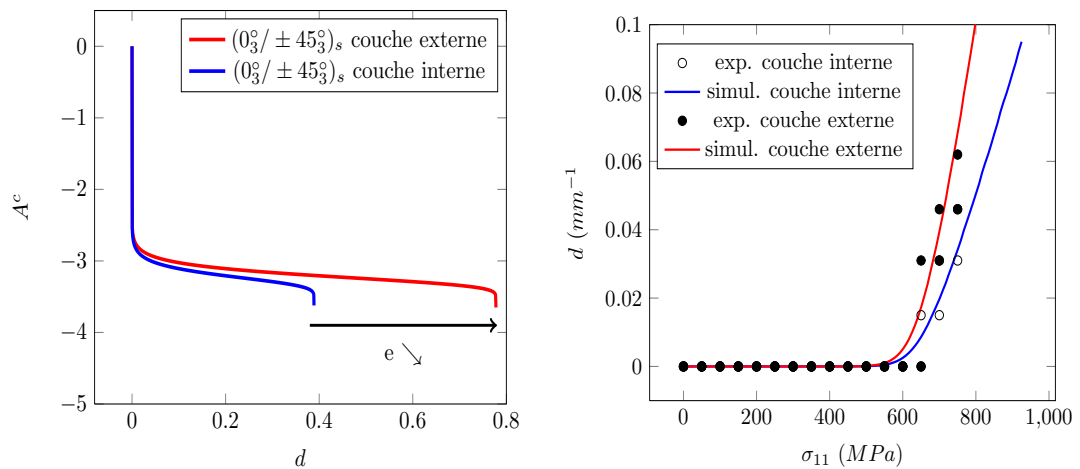 (0°₃/ ± 45°₃)ₛ couche externe
(0°₃/ ± 45°₃)ₛ couche interne
0
−1
−2
−3
−4
−5
Aᶜ
e ↘
0 0.2 0.4 0.6 0.8
d
exp. couche interne
simul. couche interne
exp. couche externe
simul. couche externe
0.1
0.08
0.06
0.04
0.02
0
d (mm⁻¹)
0 200 400 600 800 1,000
σ₁₁ (MPa)